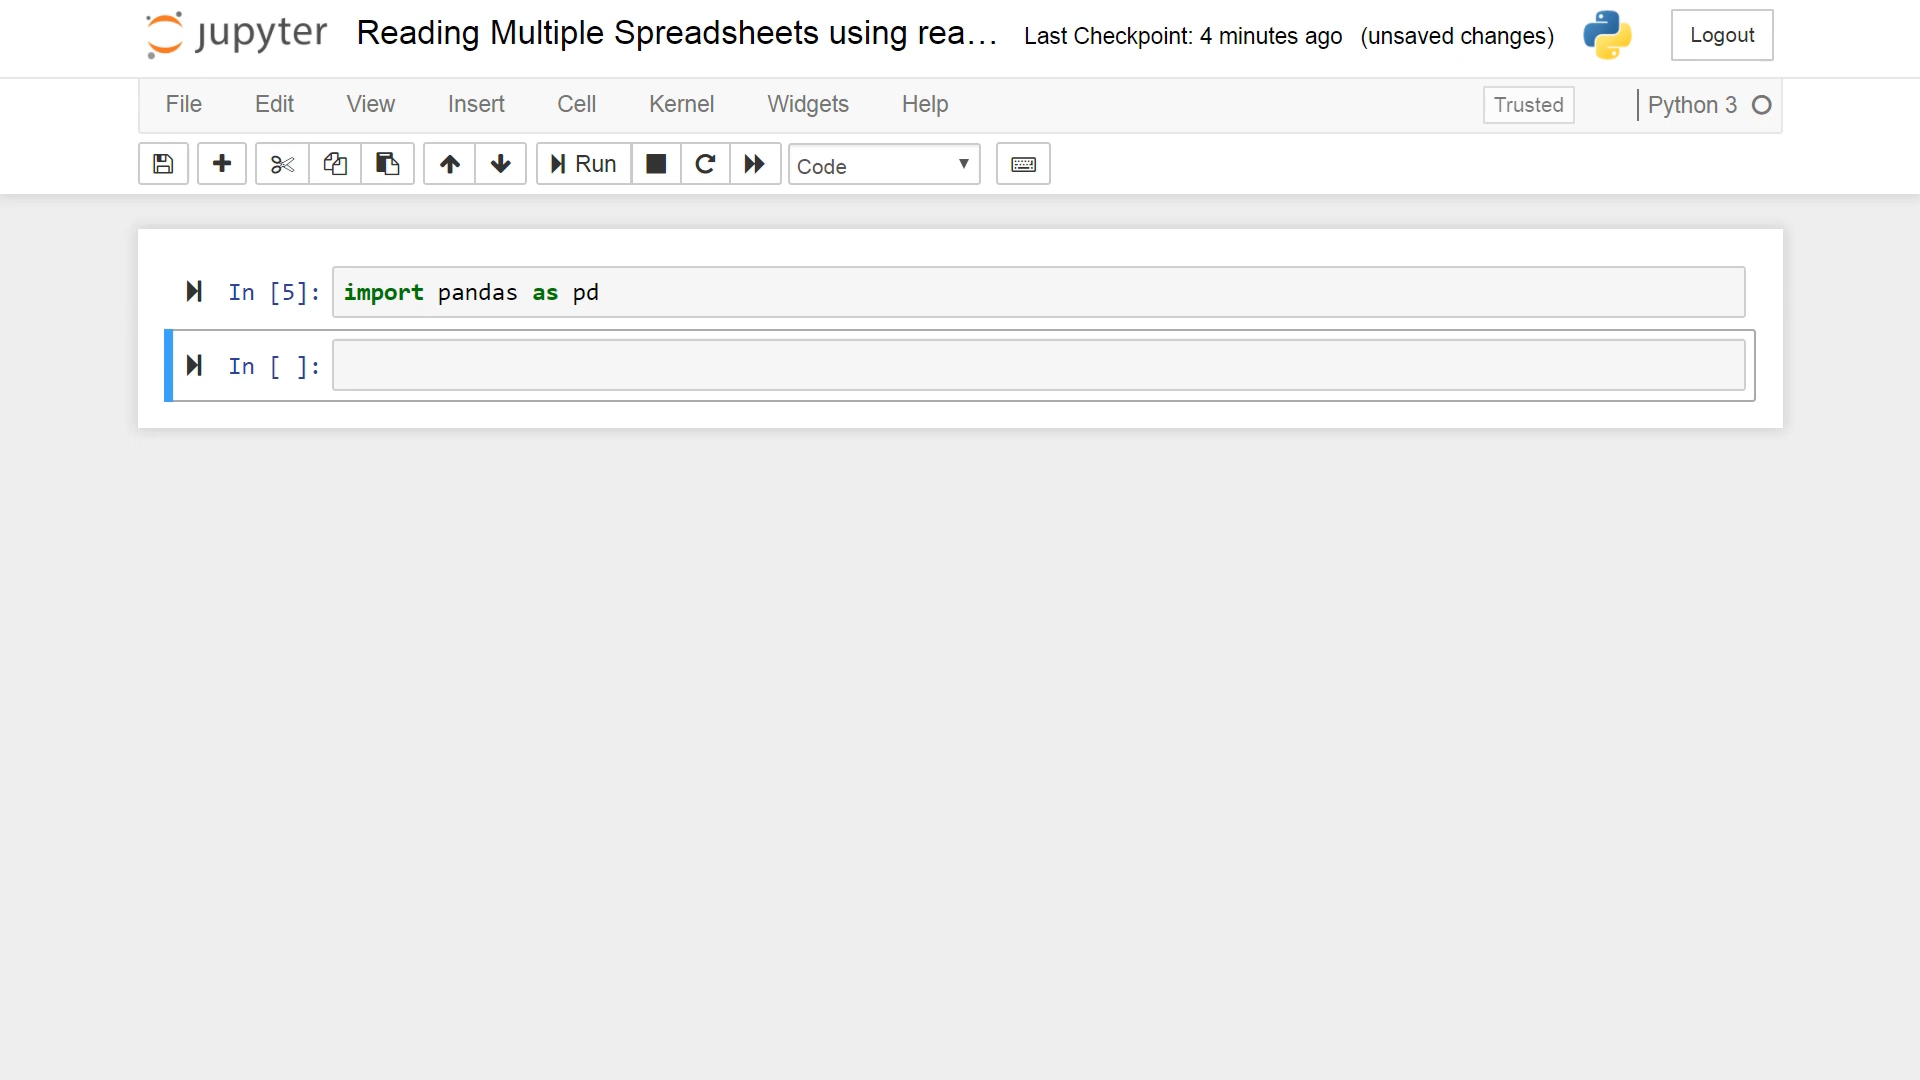 jupyter Reading Multiple Spreadsheets using rea... Last Checkpoint: 4 minutes ago (unsaved changes) Logout
File Edit View Insert Cell Kernel Widgets Help Trusted Python 3
Run Code
In [5]: import pandas as pd
In [ ]: